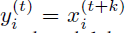 y_i^{(t)} = x_i^{(t+k)}